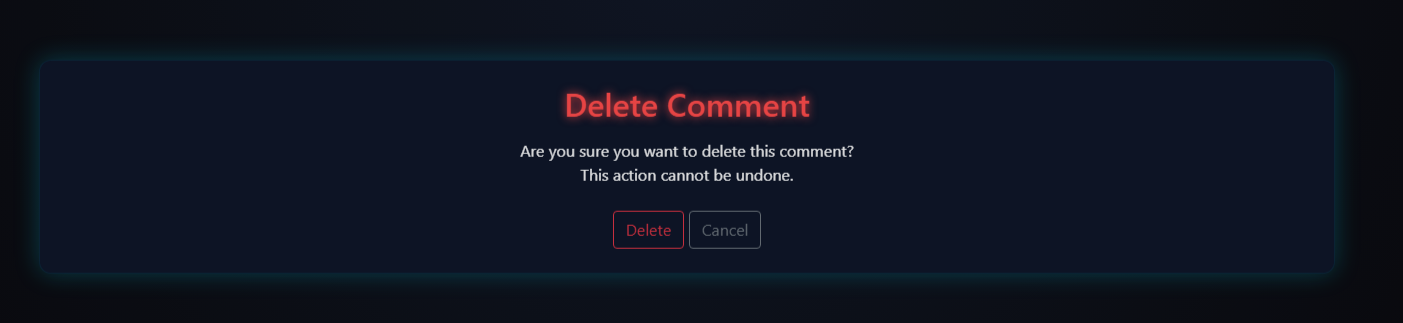 Delete Comment
Are you sure you want to delete this comment?
This action cannot be undone.
Delete Cancel